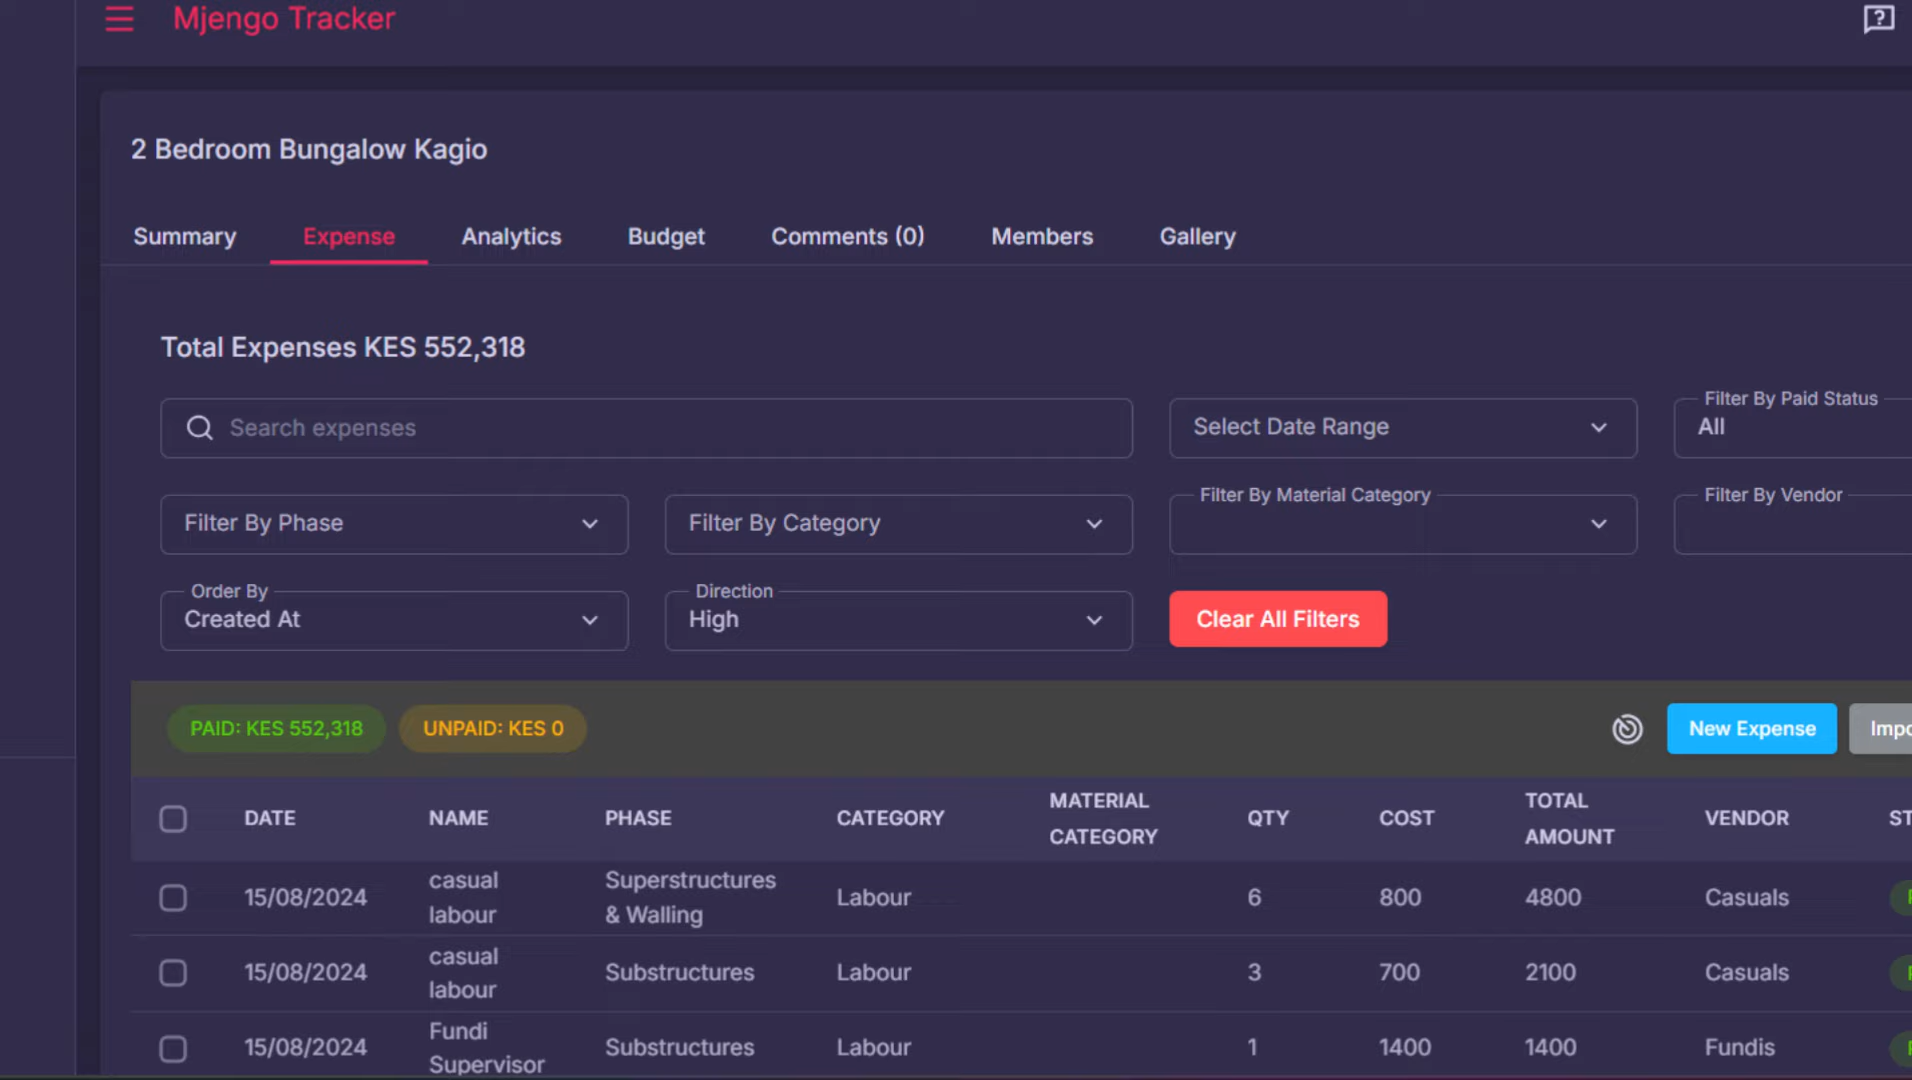 Mjengo Tracker
2 Bedroom Bungalow Kagio
Summary Expense Analytics Budget Comments (0) Members Gallery
Total Expenses KES 552,318
Search expenses
Select Date Range
Filter By Paid Status
All
Filter By Phase
Filter By Category
Filter By Material Category
Filter By Vendor
Order By
Created At
Direction
High
Clear All Filters
PAID: KES 552,318 UNPAID: KES 0 New Expense Impo
DATE NAME PHASE CATEGORY MATERIAL CATEGORY QTY COST TOTAL AMOUNT VENDOR ST
15/08/2024 casual labour Superstructures & Walling Labour 6 800 4800 Casuals
15/08/2024 casual labour Substructures Labour 3 700 2100 Casuals
15/08/2024 Fundi Supervisor Substructures Labour 1 1400 1400 Fundis